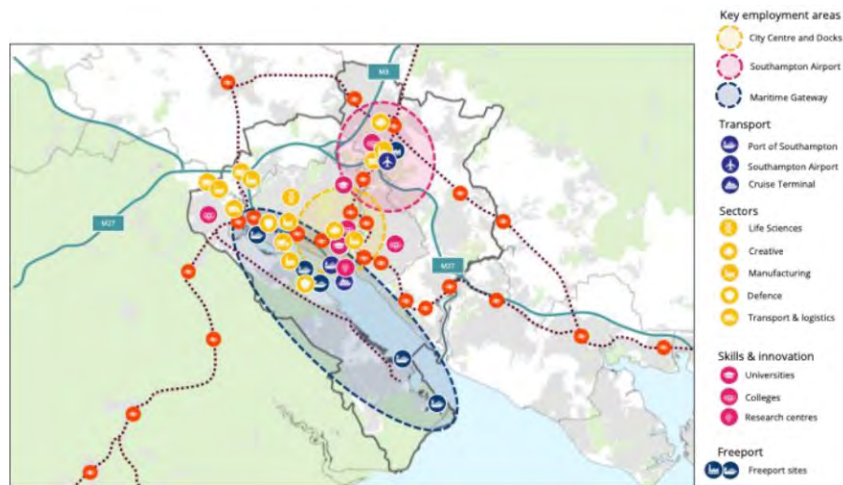 Key employment areas
City Centre and Docks
Southampton Airport
Maritime Gateway
Transport
Port of Southampton
Southampton Airport
Cruise Terminal
Sectors
Life Sciences
Creative
Manufacturing
Defence
Transport & logistics
Skills & innovation
Universities
Colleges
Research centres
Freeport
Freeport sites
M3
M27
M27